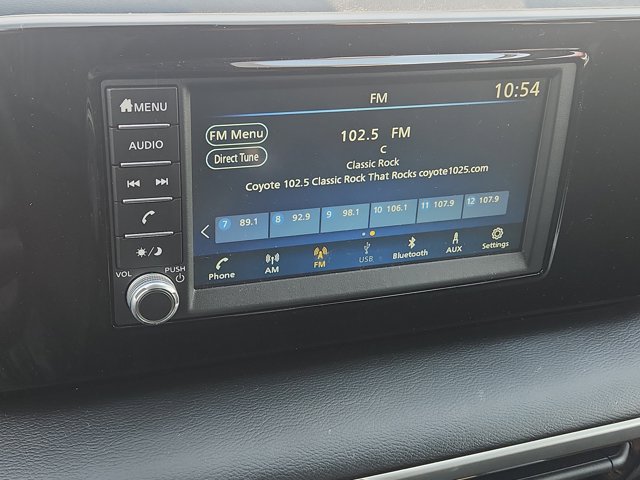 MENU
AUDIO
VOL
PUSH
FM
10:54
FM Menu
Direct Tune
102.5 FM
C
Classic Rock
Coyote 102.5 Classic Rock That Rocks coyote1025.com
7 89.1 8 92.9 9 98.1 10 106.1 11 107.9 12 107.9
Phone AM FM USB Bluetooth AUX Settings